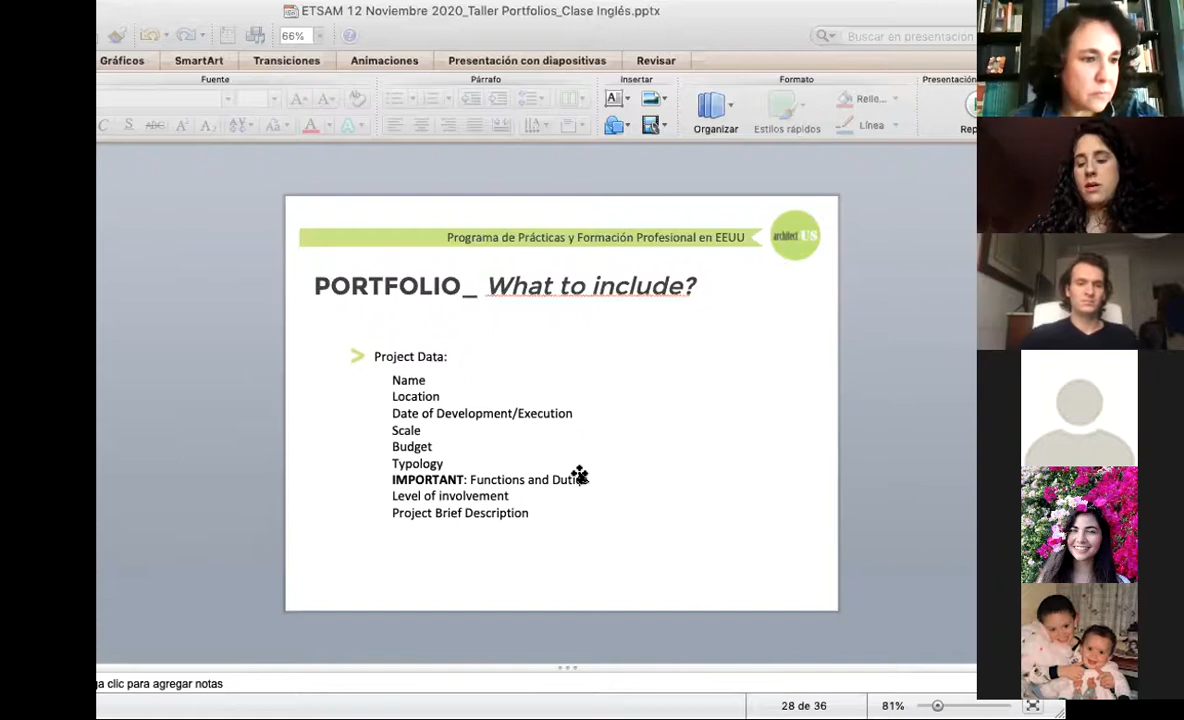 ETSAM 12 Noviembre 2020_Taller Portfolios_Clase Inglés.pptx
66%
Buscar en presentación
Gráficos SmartArt Transiciones Animaciones Presentación con diapositivas Revisar
Fuente Párrafo Insertar Formato Presentación
Relle...
Organizar Estilos rápidos Línea
Programa de Prácticas y Formación Profesional en EEUU
architect-US
PORTFOLIO_ What to include?
> Project Data:
Name
Location
Date of Development/Execution
Scale
Budget
Typology
IMPORTANT: Functions and Duties
Level of involvement
Project Brief Description
clic para agregar notas
28 de 36 81%